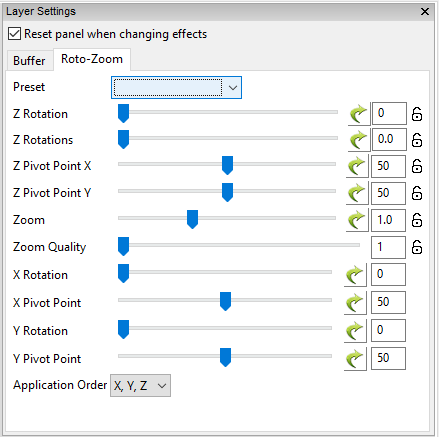 Layer Settings
Reset panel when changing effects
Buffer Roto-Zoom
Preset
Z Rotation 0
Z Rotations 0.0
Z Pivot Point X 50
Z Pivot Point Y 50
Zoom 1.0
Zoom Quality 1
X Rotation 0
X Pivot Point 50
Y Rotation 0
Y Pivot Point 50
Application Order X, Y, Z